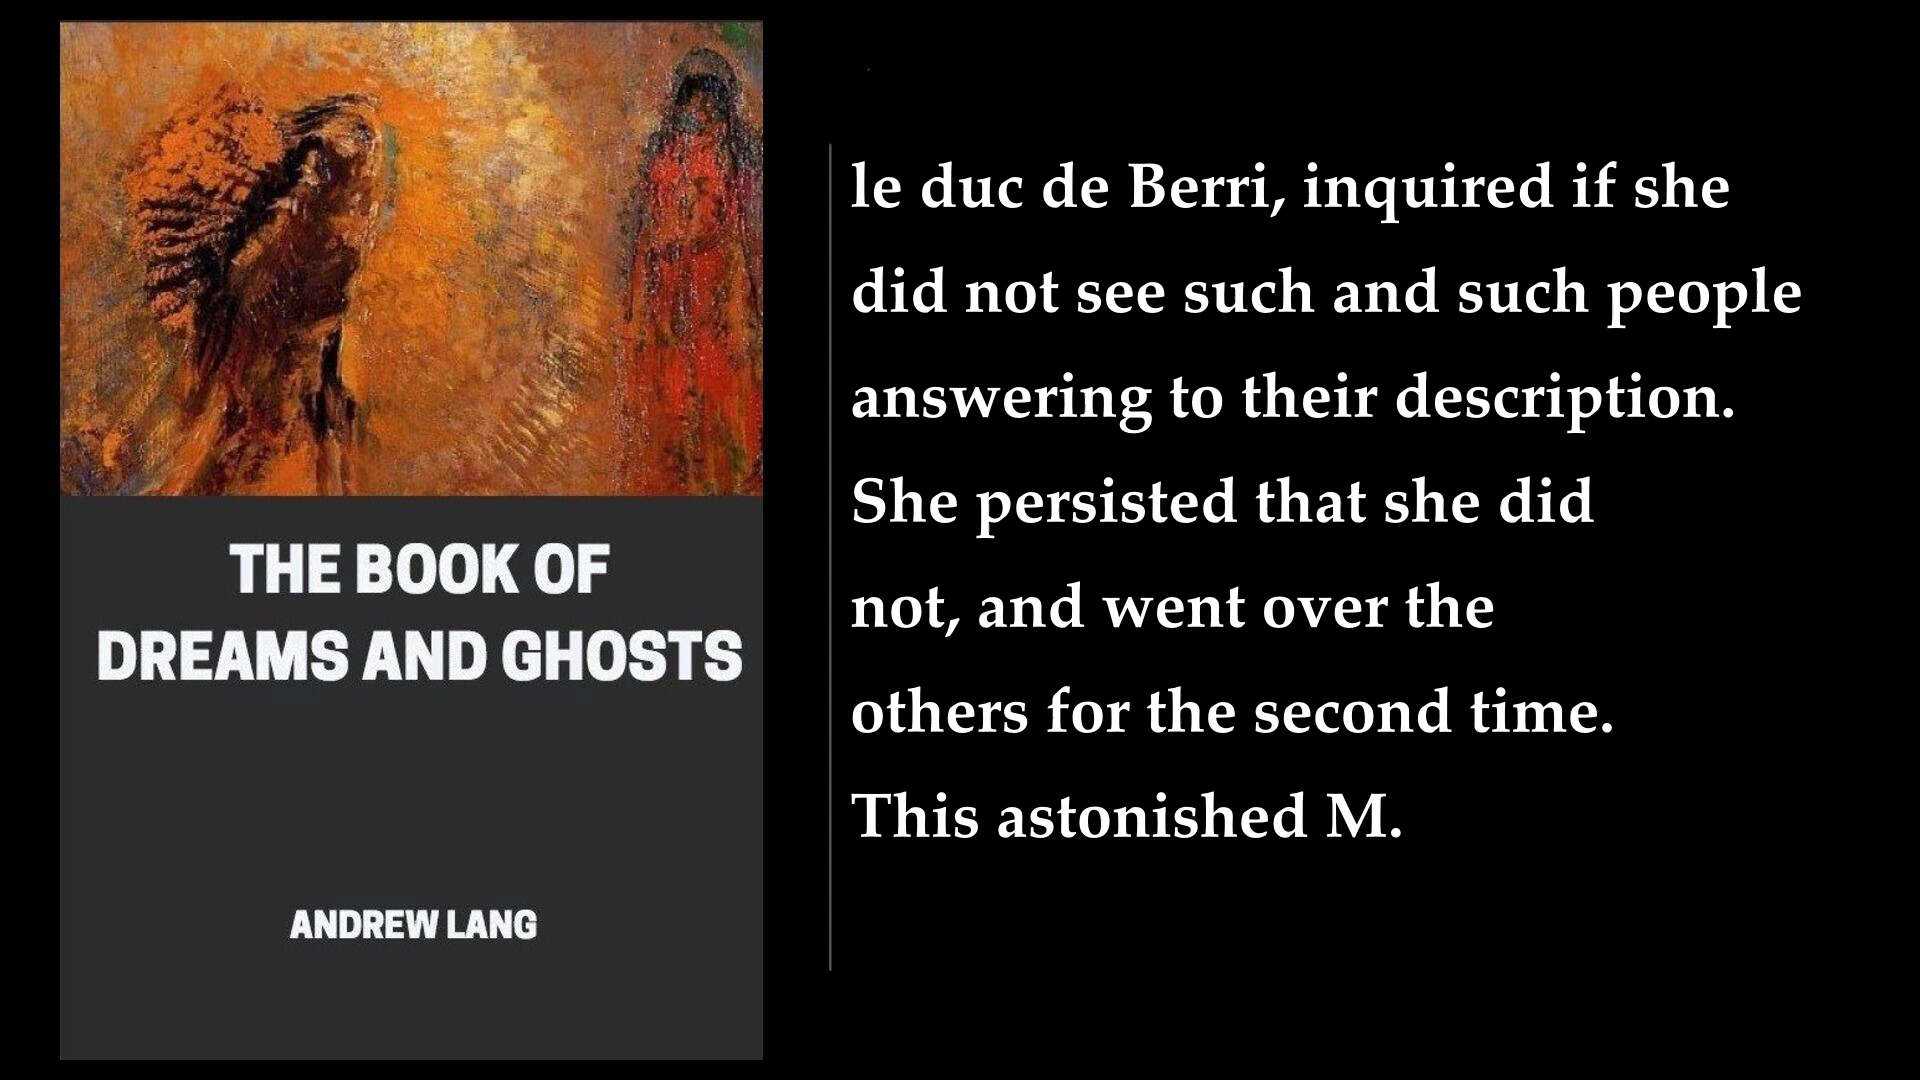 THE BOOK OF
DREAMS AND GHOSTS
ANDREW LANG
le duc de Berri, inquired if she
did not see such and such people
answering to their description.
She persisted that she did
not, and went over the
others for the second time.
This astonished M.